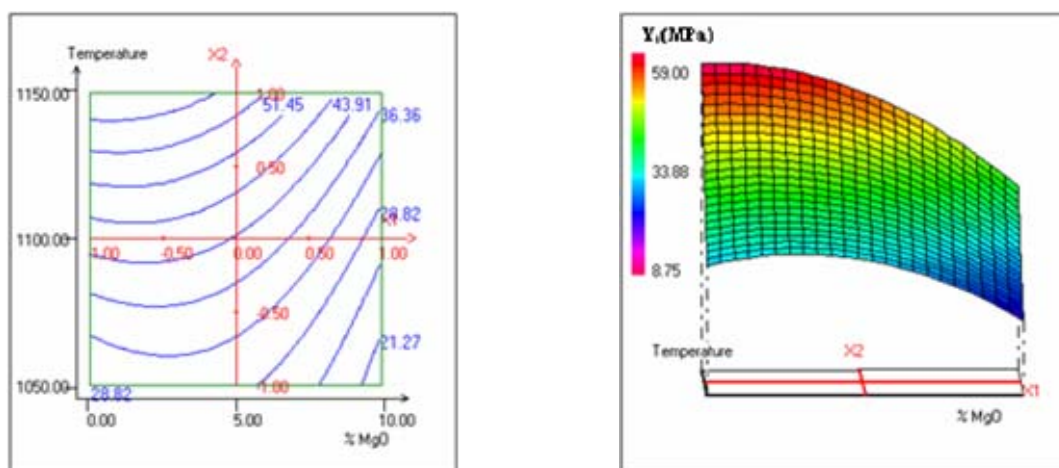 Temperature X2
1150.00 1.00 51.45 43.91 36.36
0.50
28.82
1100.00 X1
1.00 -0.50 0.00 0.50 1.00
-0.50
21.27
1050.00 1.00
28.82
0.00 5.00 10.00
% MgO
(MPa)
59.00
33.88
8.75
Temperature X2
X1
% MgO